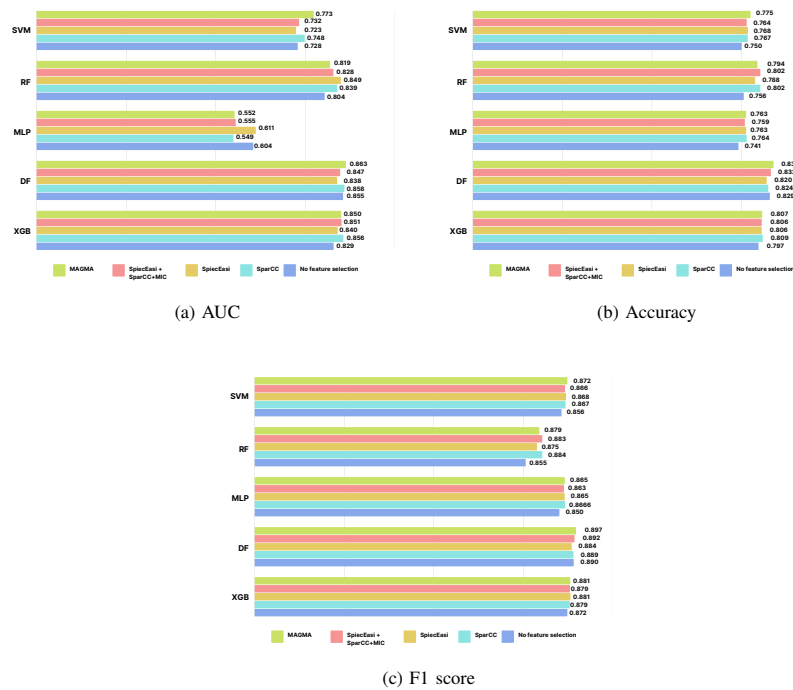 SVM
0.773
0.732
0.723
0.748
0.728
RF
0.819
0.828
0.849
0.839
0.804
MLP
0.552
0.555
0.611
0.549
0.604
DF
0.863
0.847
0.838
0.858
0.855
XGB
0.850
0.851
0.840
0.856
0.829
MAGMA
SpiecEasi +
SparCC+MIC
SpiecEasi
SparCC
No feature selection
(a) AUC
SVM
0.775
0.764
0.768
0.767
0.750
RF
0.794
0.802
0.788
0.802
0.756
MLP
0.763
0.759
0.763
0.764
0.741
DF
0.820
0.824
XGB
0.807
0.806
0.806
0.809
0.797
MAGMA
SpiecEasi +
SparCC+MIC
SpiecEasi
SparCC
No feature selection
(b) Accuracy
SVM
0.872
0.866
0.868
0.867
0.856
RF
0.879
0.883
0.875
0.884
0.855
MLP
0.865
0.863
0.865
0.8666
0.850
DF
0.897
0.892
0.884
0.889
0.890
XGB
0.881
0.879
0.881
0.879
0.872
MAGMA
SpiecEasi +
SparCC+MIC
SpiecEasi
SparCC
No feature selection
(c) F1 score